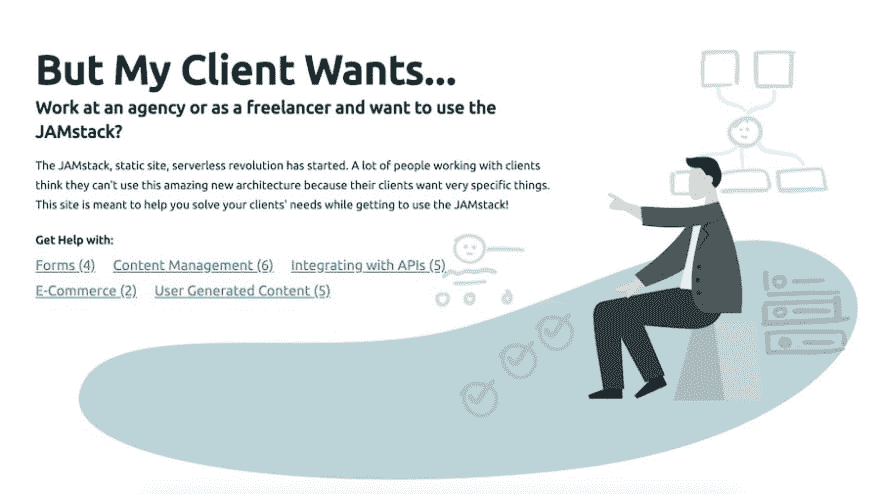 But My Client Wants...
Work at an agency or as a freelancer and want to use the
JAMstack?
The JAMstack, static site, serverless revolution has started. A lot of people working with clients
think they can't use this amazing new architecture because their clients want very specific things.
This site is meant to help you solve your clients' needs while getting to use the JAMstack!
Get Help with:
Forms (4) Content Management (6) Integrating with APIs (5)
E-Commerce (2) User Generated Content (5)